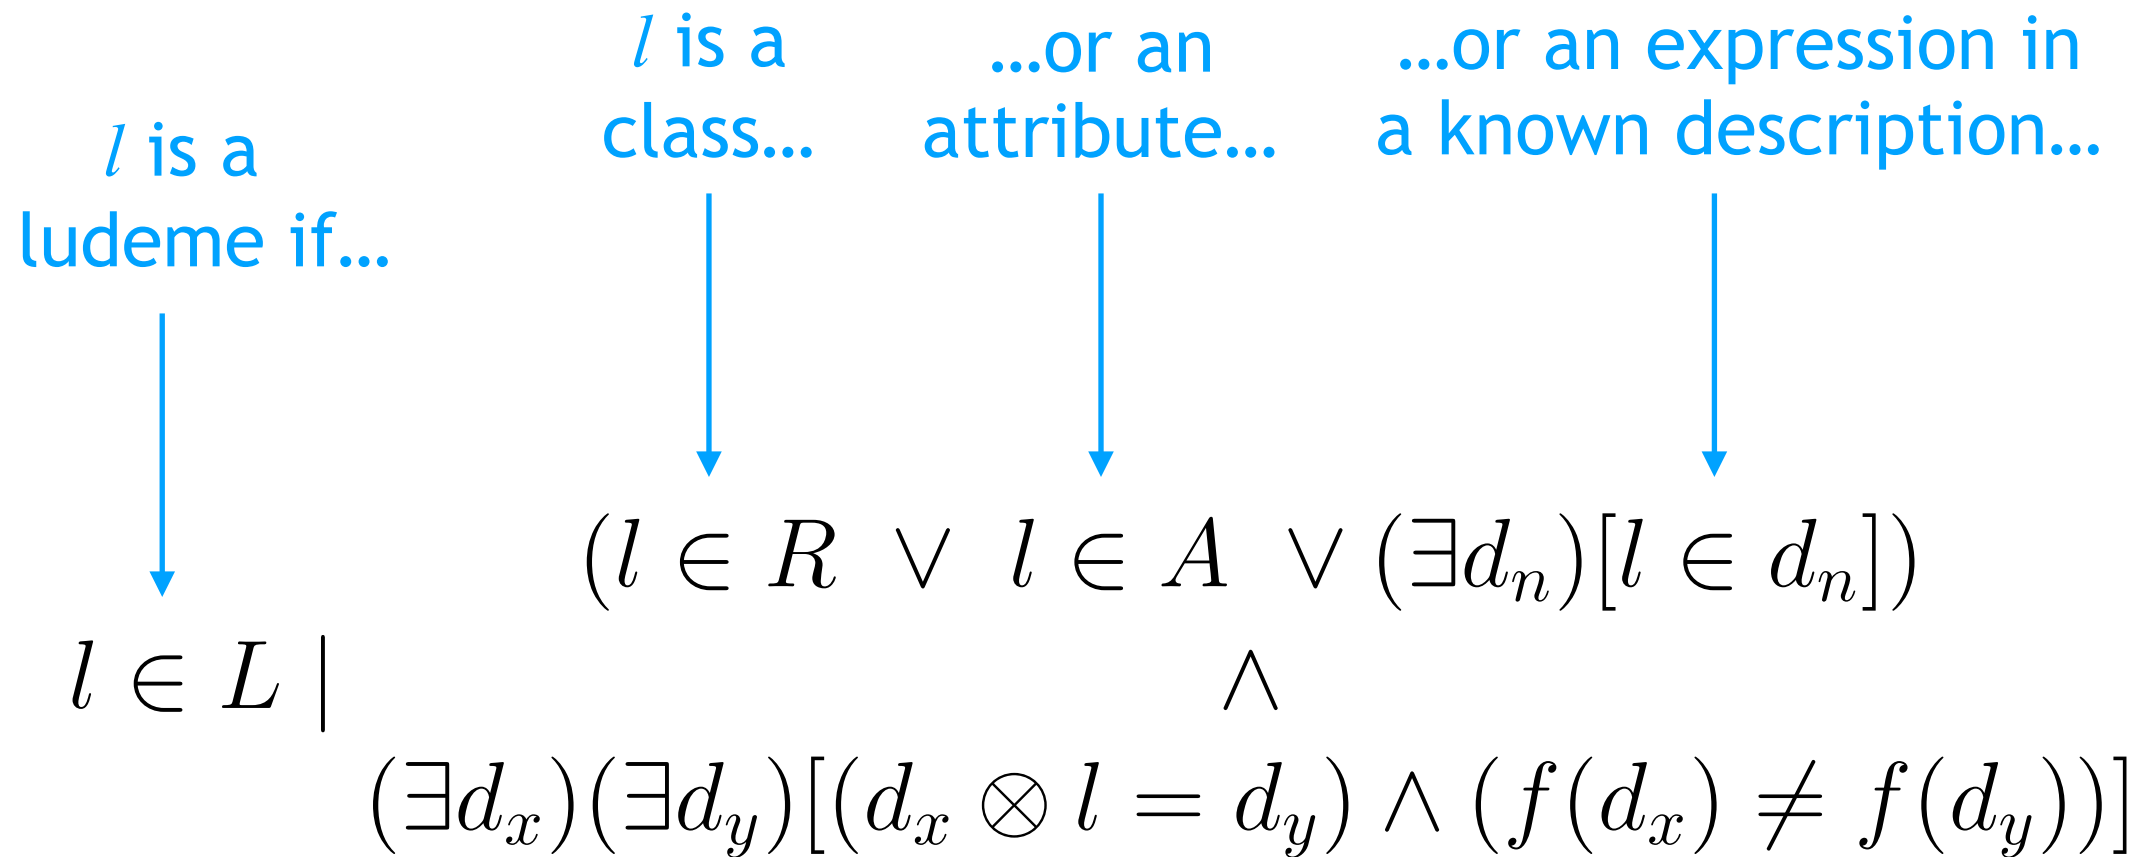 l is a
ludeme if...
l is a
class...
...or an
attribute...
...or an expression in
a known description...
(l ∈ R ∨ l ∈ A ∨ (∃dₙ)[l ∈ dₙ])
l ∈ L |
∧
(∃dₓ)(∃d_y)[(dₓ ⊗ l = d_y) ∧ (f(dₓ) ≠ f(d_y))]